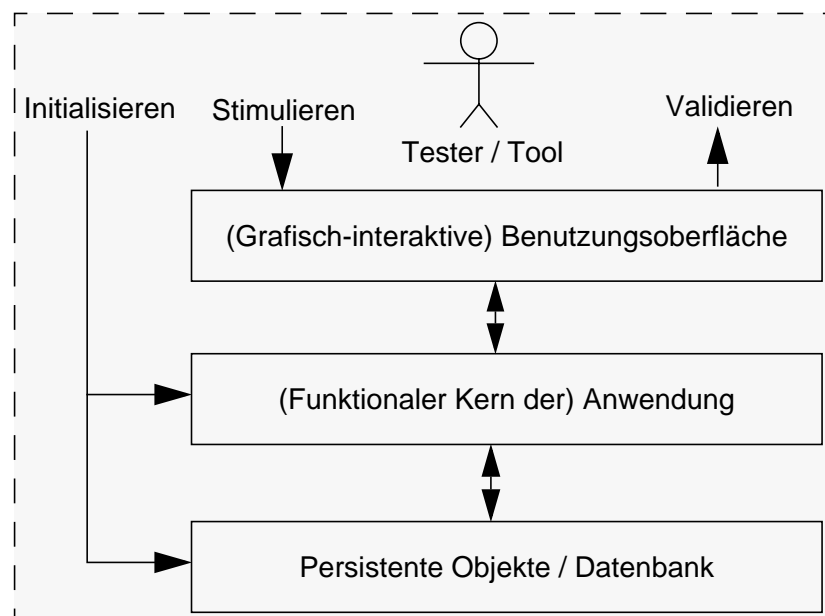 Initialisieren
Stimulieren
Validieren
Tester / Tool
(Grafisch-interaktive) Benutzungsoberfläche
(Funktionaler Kern der) Anwendung
Persistente Objekte / Datenbank